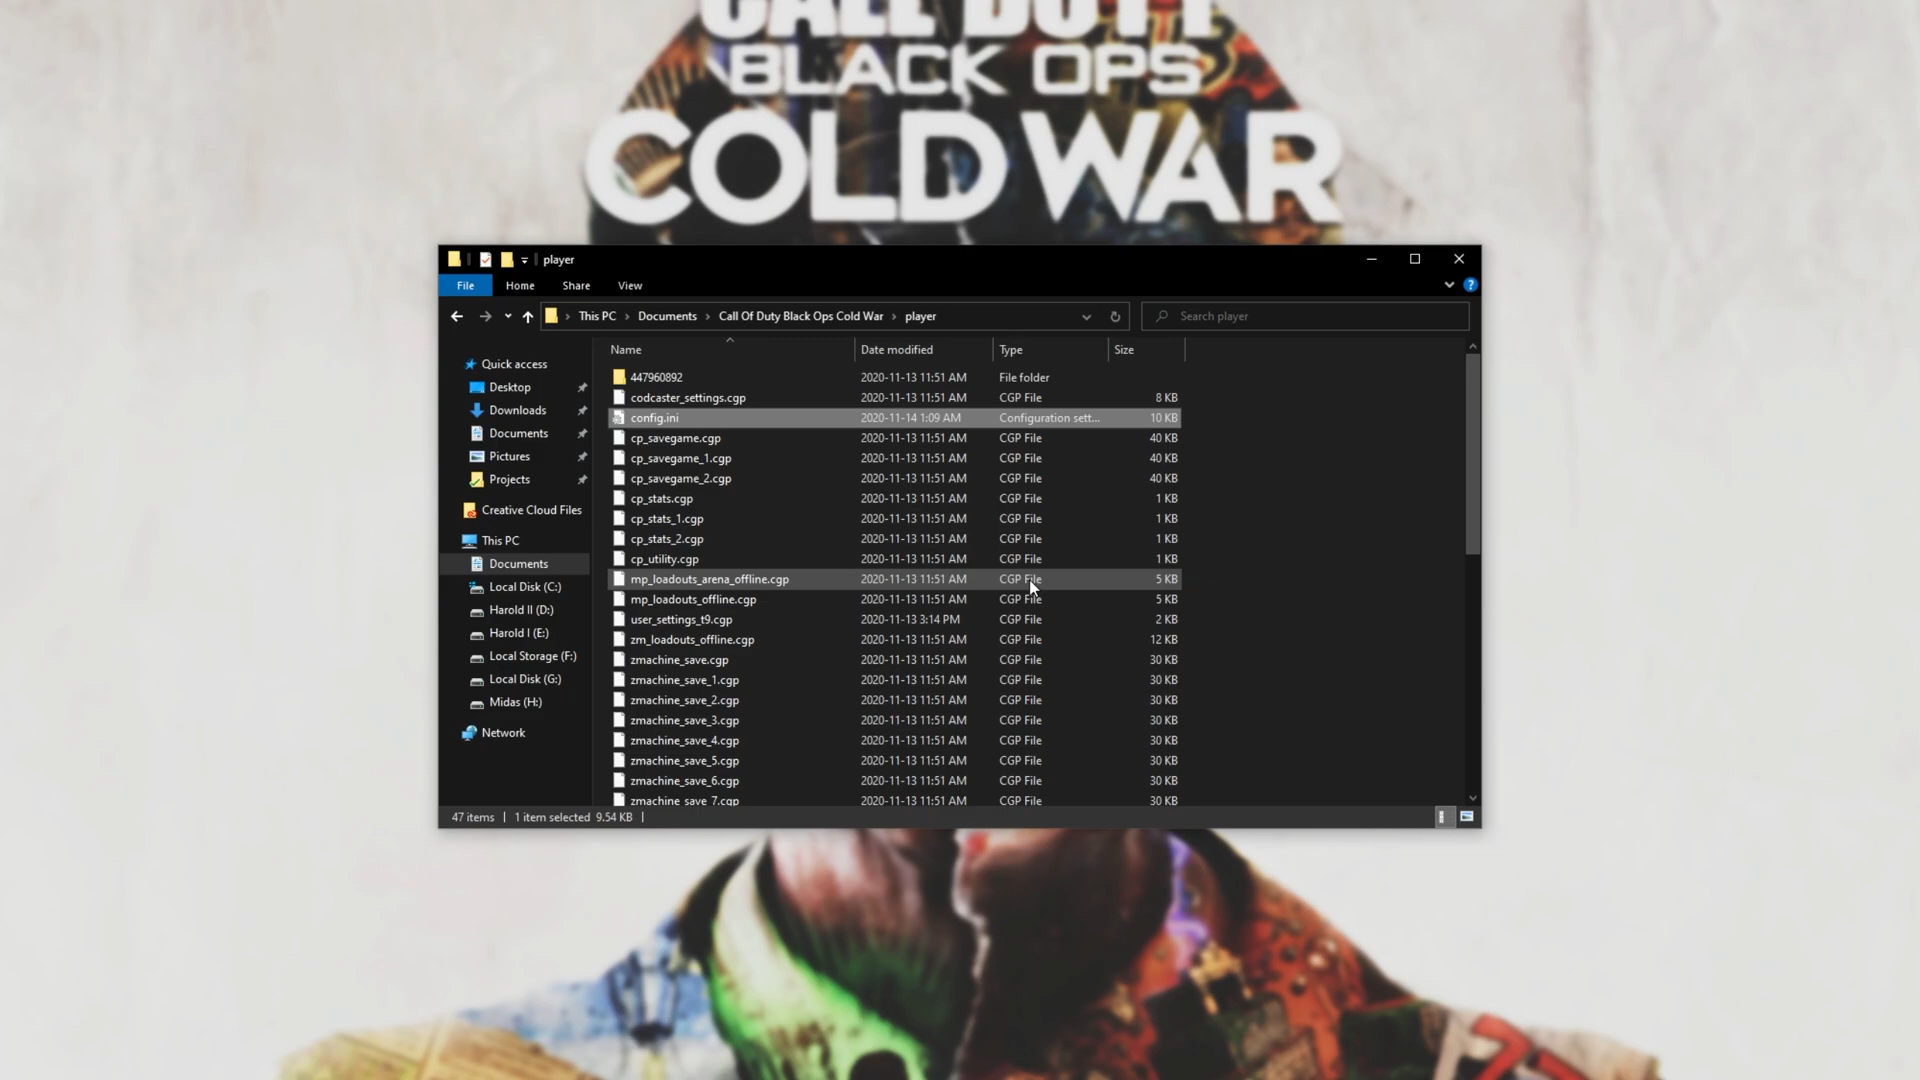 CALL OF DUTY
BLACK OPS
COLD WAR
player
File Home Share View
This PC Documents Call Of Duty Black Ops Cold War player
Search player
Name Date modified Type Size
447960892 2020-11-13 11:51 AM File folder
codcaster_settings.cgp 2020-11-13 11:51 AM CGP File 8 KB
config.ini 2020-11-14 1:09 AM Configuration sett... 10 KB
cp_savegame.cgp 2020-11-13 11:51 AM CGP File 40 KB
cp_savegame_1.cgp 2020-11-13 11:51 AM CGP File 40 KB
cp_savegame_2.cgp 2020-11-13 11:51 AM CGP File 40 KB
cp_stats.cgp 2020-11-13 11:51 AM CGP File 1 KB
cp_stats_1.cgp 2020-11-13 11:51 AM CGP File 1 KB
cp_stats_2.cgp 2020-11-13 11:51 AM CGP File 1 KB
cp_utility.cgp 2020-11-13 11:51 AM CGP File 1 KB
mp_loadouts_arena_offline.cgp 2020-11-13 11:51 AM CGP File 5 KB
mp_loadouts_offline.cgp 2020-11-13 11:51 AM CGP File 5 KB
user_settings_t9.cgp 2020-11-13 3:14 PM CGP File 2 KB
zm_loadouts_offline.cgp 2020-11-13 11:51 AM CGP File 12 KB
zmachine_save.cgp 2020-11-13 11:51 AM CGP File 30 KB
zmachine_save_1.cgp 2020-11-13 11:51 AM CGP File 30 KB
zmachine_save_2.cgp 2020-11-13 11:51 AM CGP File 30 KB
zmachine_save_3.cgp 2020-11-13 11:51 AM CGP File 30 KB
zmachine_save_4.cgp 2020-11-13 11:51 AM CGP File 30 KB
zmachine_save_5.cgp 2020-11-13 11:51 AM CGP File 30 KB
zmachine_save_6.cgp 2020-11-13 11:51 AM CGP File 30 KB
zmachine_save_7.cgp 2020-11-13 11:51 AM CGP File 30 KB
Quick access
Desktop
Downloads
Documents
Pictures
Projects
Creative Cloud Files
This PC
Documents
Local Disk (C:)
Harold II (D:)
Harold I (E:)
Local Storage (F:)
Local Disk (G:)
Midas (H:)
Network
47 items 1 item selected 9.54 KB